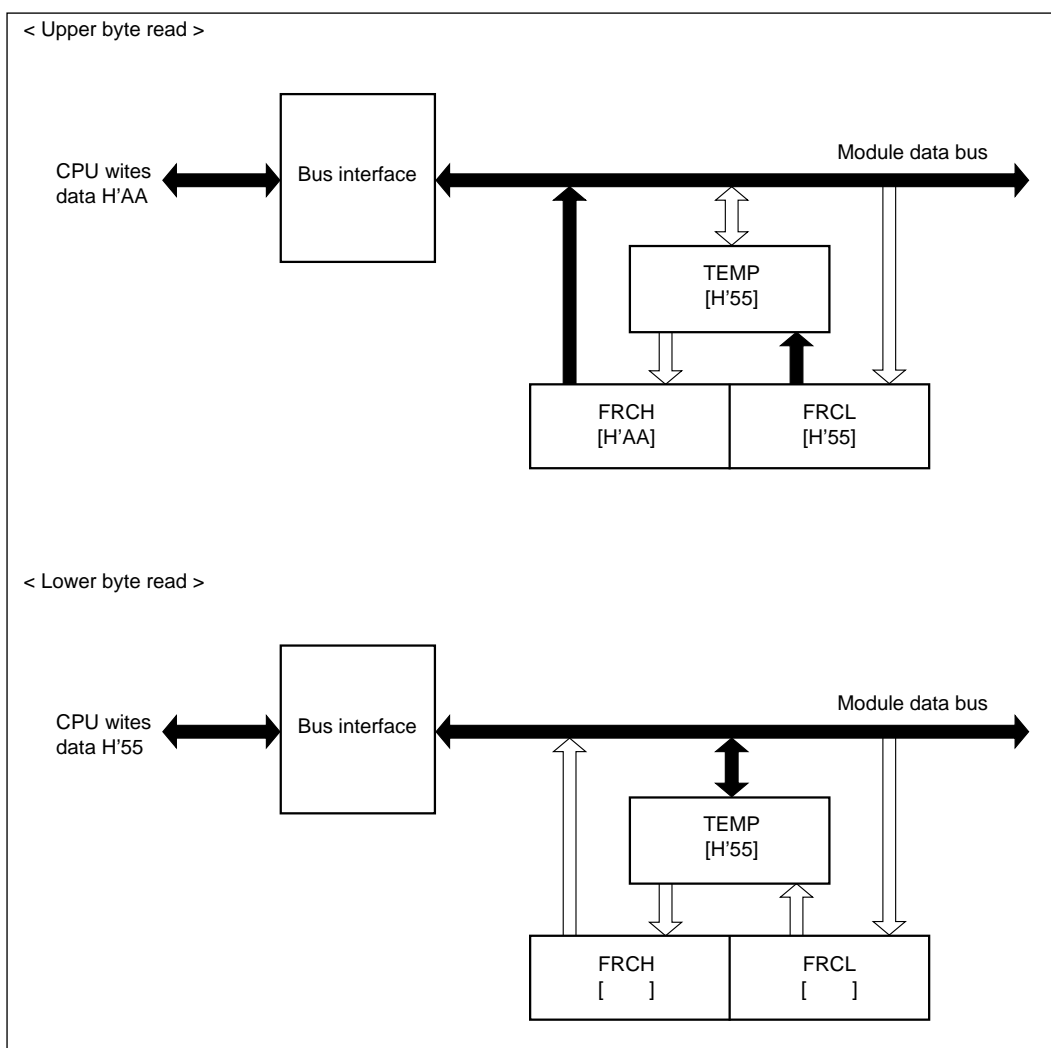 < Upper byte read >
CPU wites
data H'AA
Bus interface
Module data bus
TEMP
[H'55]
FRCH
[H'AA]
FRCL
[H'55]
< Lower byte read >
CPU wites
data H'55
Bus interface
Module data bus
TEMP
[H'55]
FRCH
[ ]
FRCL
[ ]